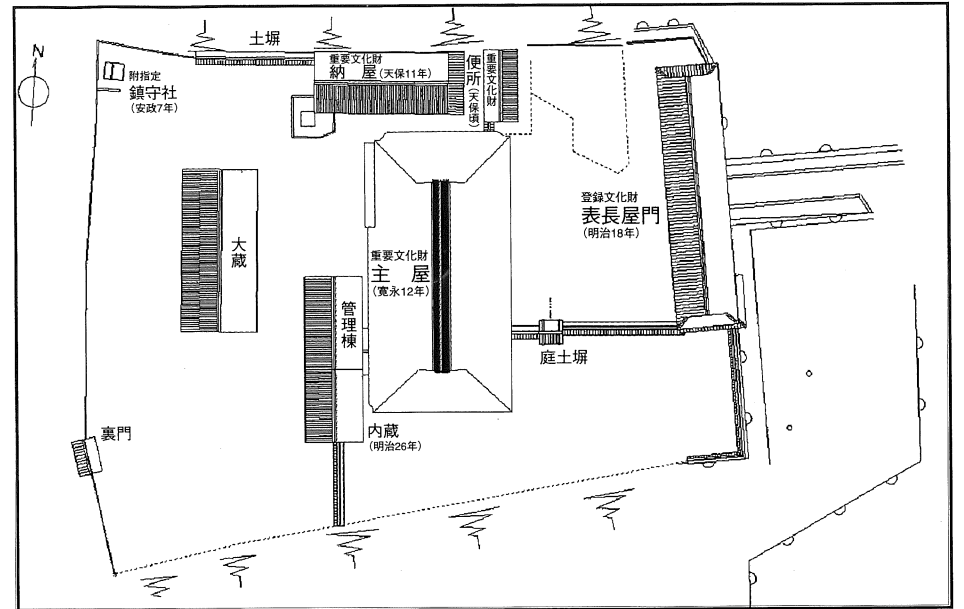 N
土塀
重要文化財
納屋(天保11年)
便所(天保頃)
重要文化財
附指定
鎮守社
(安政7年)
登録文化財
表長屋門
(明治18年)
大蔵
重要文化財
主屋
(寛永12年)
管理棟
庭土塀
裏門
内蔵
(明治26年)